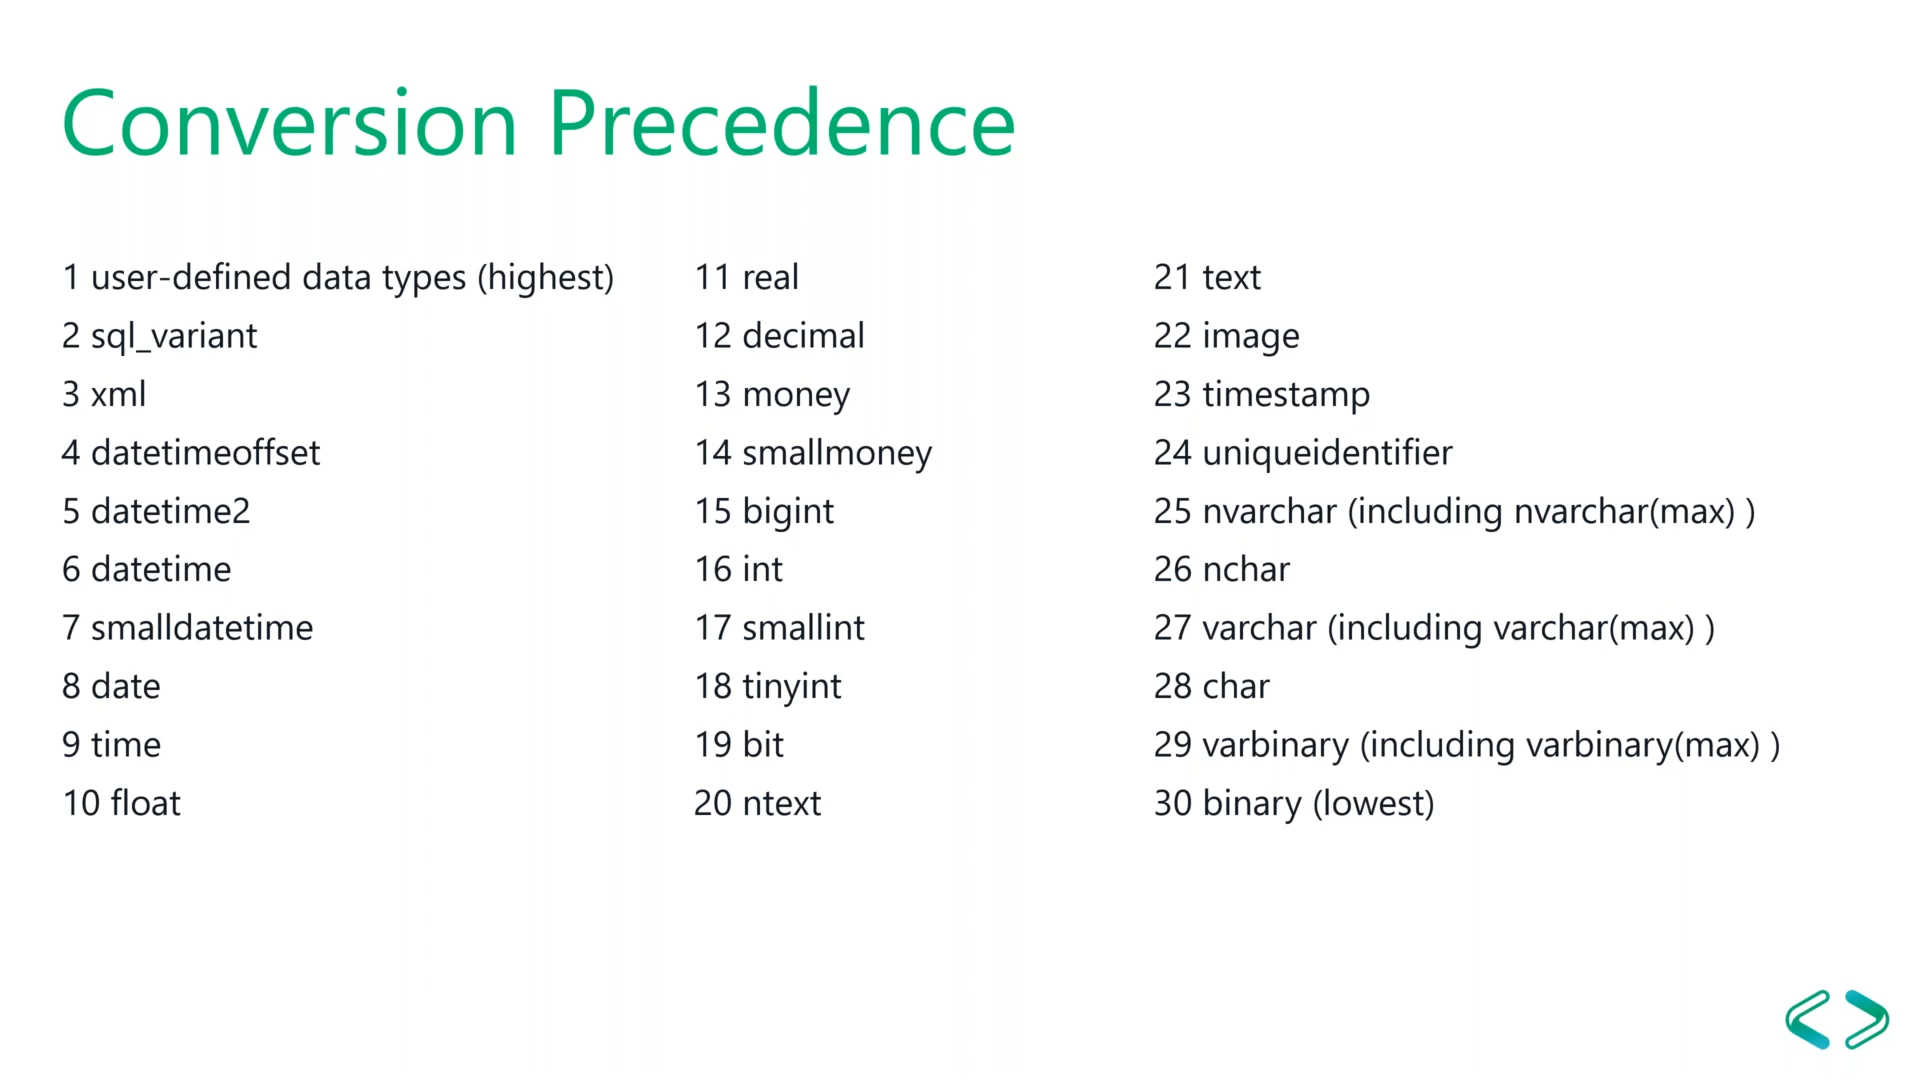 Conversion Precedence
1 user-defined data types (highest)
2 sql_variant
3 xml
4 datetimeoffset
5 datetime2
6 datetime
7 smalldatetime
8 date
9 time
10 float
11 real
12 decimal
13 money
14 smallmoney
15 bigint
16 int
17 smallint
18 tinyint
19 bit
20 ntext
21 text
22 image
23 timestamp
24 uniqueidentifier
25 nvarchar (including nvarchar(max) )
26 nchar
27 varchar (including varchar(max) )
28 char
29 varbinary (including varbinary(max) )
30 binary (lowest)